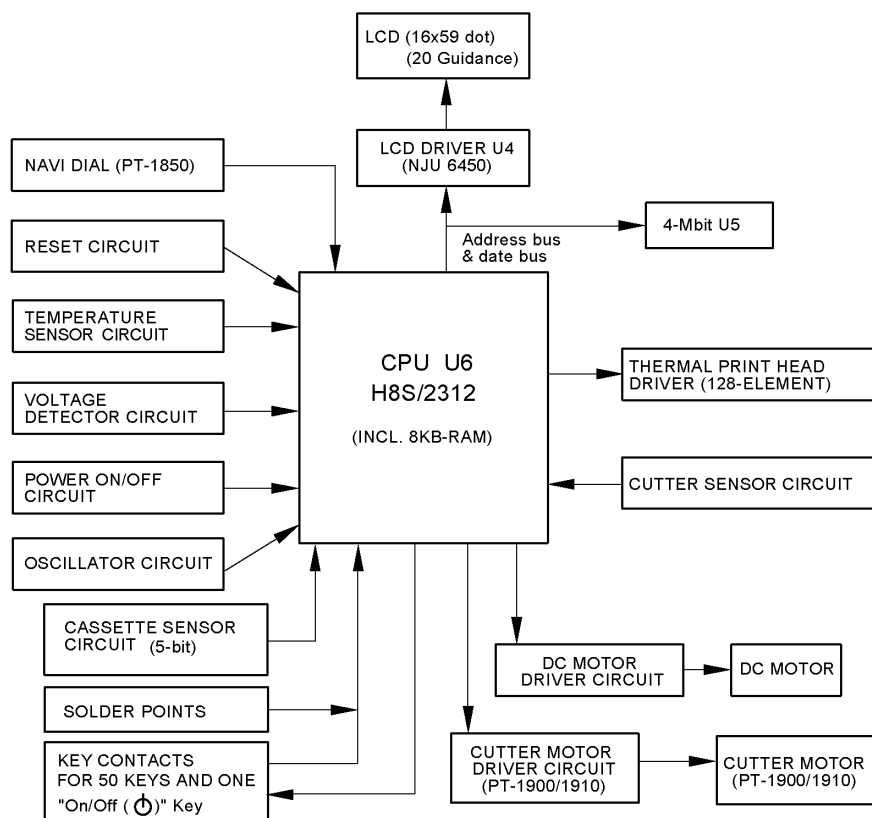 LCD (16x59 dot)
(20 Guidance)
LCD DRIVER U4
(NJU 6450)
NAVI DIAL (PT-1850)
4-Mbit U5
Address bus
& date bus
RESET CIRCUIT
TEMPERATURE
SENSOR CIRCUIT
CPU U6
H8S/2312
(INCL. 8KB-RAM)
THERMAL PRINT HEAD
DRIVER (128-ELEMENT)
VOLTAGE
DETECTOR CIRCUIT
POWER ON/OFF
CIRCUIT
CUTTER SENSOR CIRCUIT
OSCILLATOR CIRCUIT
CASSETTE SENSOR
CIRCUIT (5-bit)
DC MOTOR
DRIVER CIRCUIT
DC MOTOR
SOLDER POINTS
KEY CONTACTS
FOR 50 KEYS AND ONE
"On/Off ( ⏻ )" Key
CUTTER MOTOR
DRIVER CIRCUIT
(PT-1900/1910)
CUTTER MOTOR
(PT-1900/1910)